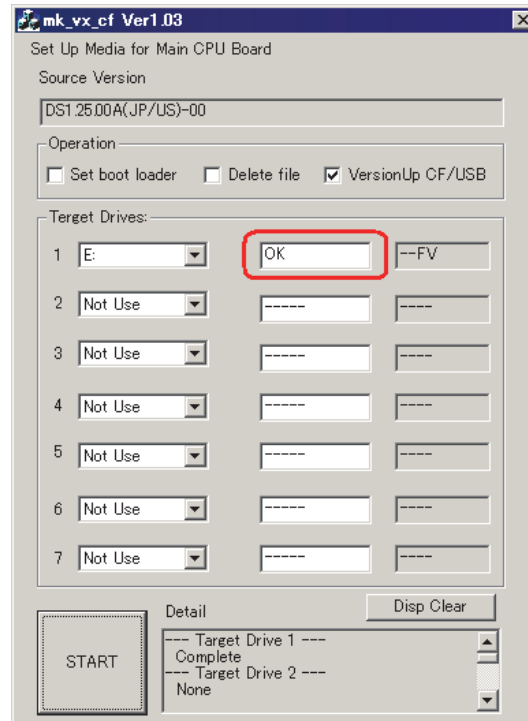 mk_vx_cf Ver1.03
Set Up Media for Main CPU Board
Source Version
DS1.25.00A(JP/US)-00
Operation
Set boot loader Delete file VersionUp CF/USB
Terget Drives:
1 E: OK --FV
2 Not Use ----- ----
3 Not Use ----- ----
4 Not Use ----- ----
5 Not Use ----- ----
6 Not Use ----- ----
7 Not Use ----- ----
Detail Disp Clear
START
--- Target Drive 1 ---
Complete
--- Target Drive 2 ---
None